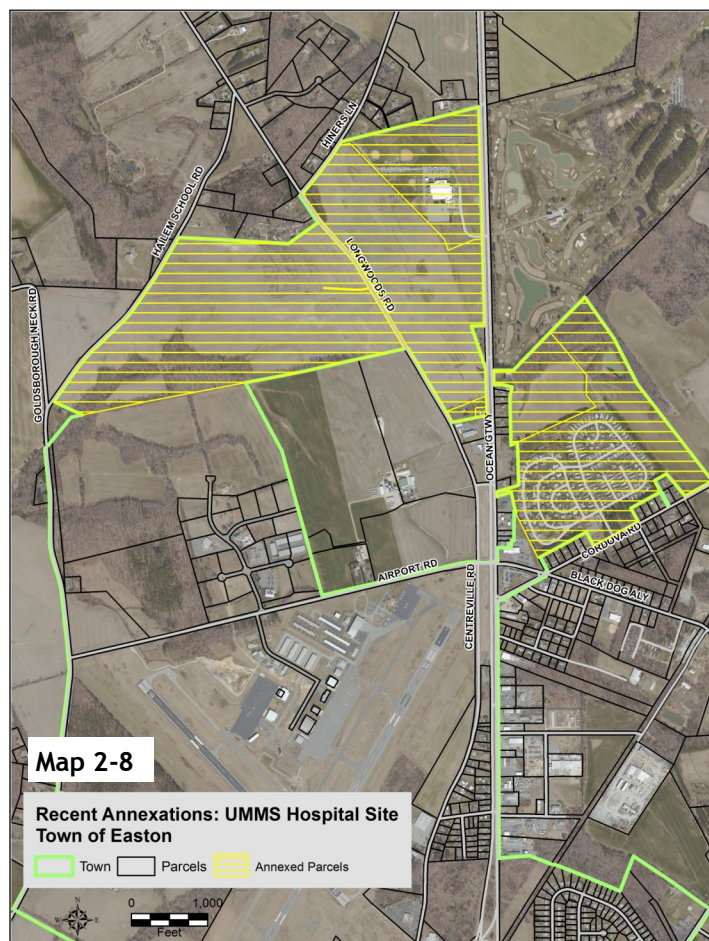 HINERS LN
HAILEM SCHOOL RD
LONGWOODS RD
GOLDSBOROUGH NECK RD
OCEAN GTWY
CORDOVA RD
AIRPORT RD
BLACK DOG ALY
CENTREVILLE RD
Map 2-8
Recent Annexations: UMMS Hospital Site
Town of Easton
Town Parcels Annexed Parcels
N
W E
S
0 1,000
Feet